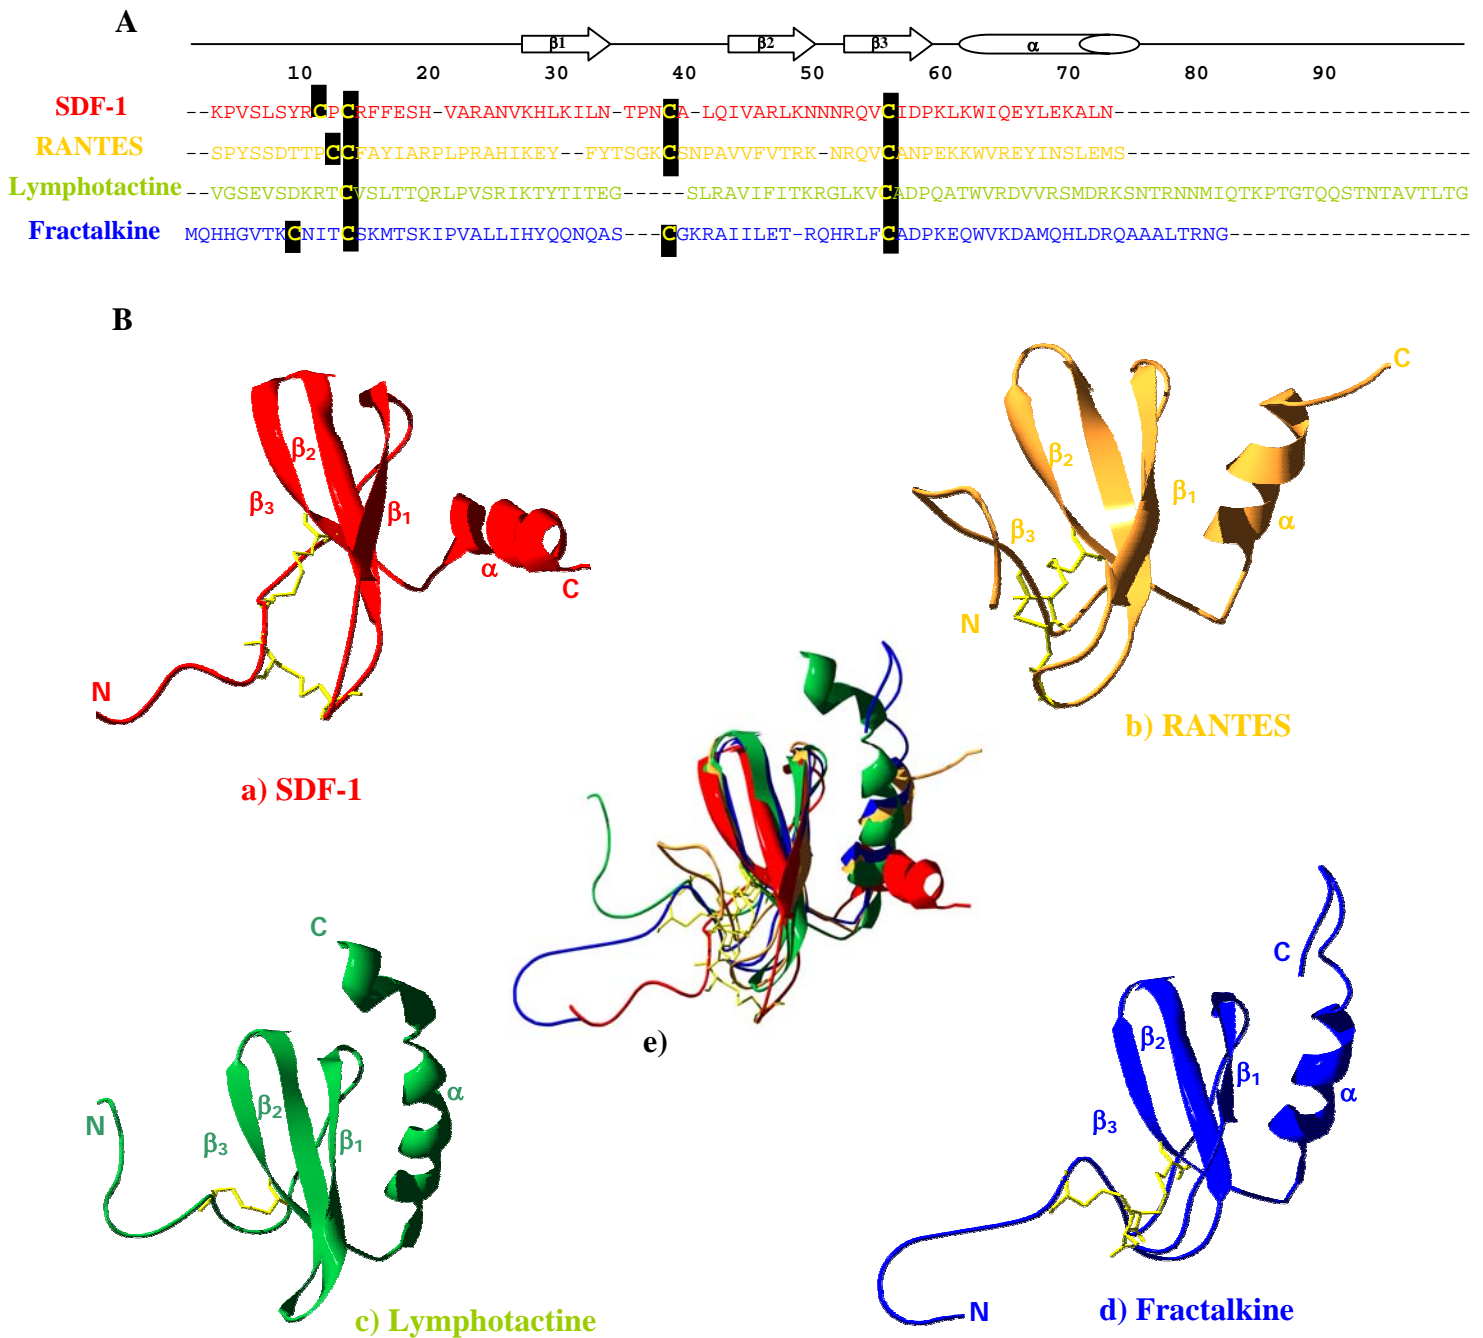 A
β1 β2 β3 α
10 20 30 40 50 60 70 80 90
SDF-1 --KPVSLSYRCPCRFFESH-VARANVKHLKILN-TPNCA-LQIVARLKNNNRQVCIDPKLKWIQEYLEKALN----------------------------
RANTES --SPYSSDTTPCCFAYIARPLPRAHIKEY--FYTSGKCSNPAVVFVTRK-NRQVCANPEKKWVREYINSLEMS---------------------------
Lymphotactine --VGSEVSDKRTCVSLTTQRLPVSRIKTYTITEG-----SLRAVIFITKRGLKVCADPQATWVRDVVRSMDRKSNTRNNMIQTKPTGTQQSTNTAVTLTG
Fractalkine MQHHGVTKCNITCSKMTSKIPVALLIHYQQNQAS---CGKRAIILET-RQHRLFCADPKEQWVKDAMQHLDRQAAALTRNG-------------------
B
β2
β3
β1
α
C
N
a) SDF-1
C
β2
β1
β3
α
N
b) RANTES
e)
C
N
β2
β3
β1
α
c) Lymphotactine
C
β2
β1
β3
α
N
d) Fractalkine